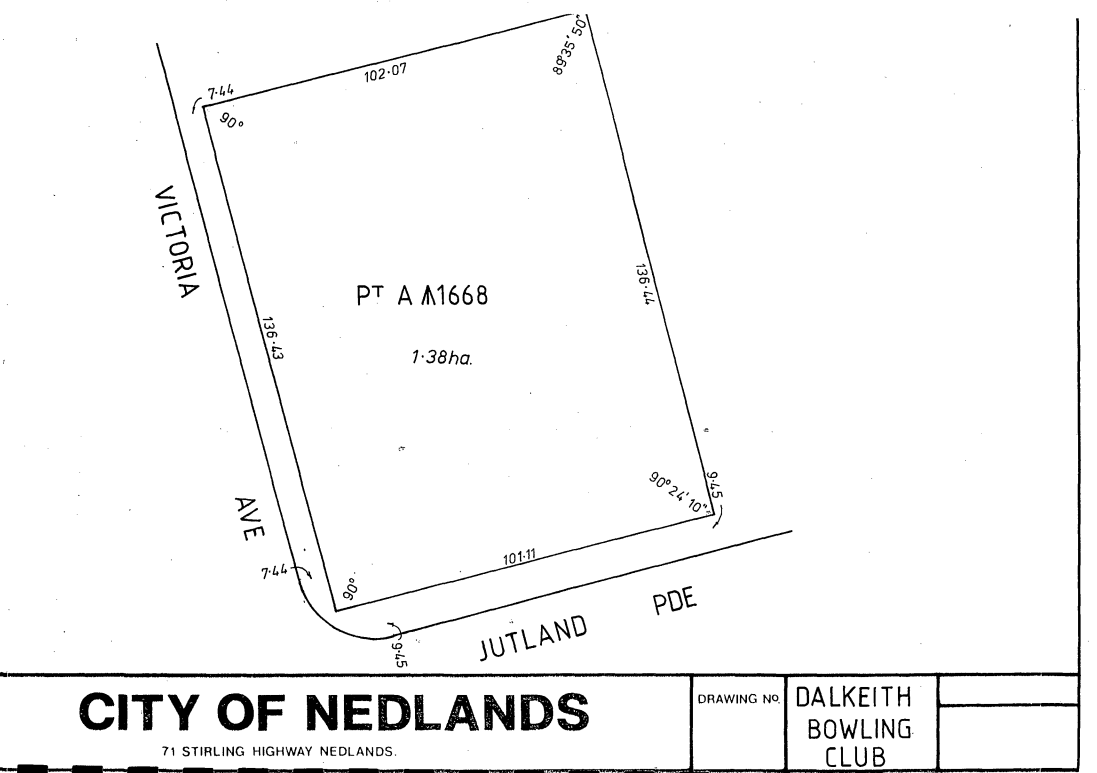 102·07
89°35'50"
7·44
90°
VICTORIA
136·44
PT A 1668
136·43
1·38ha.
90°24'10"
9·45
AVE
101·11
7·44
90°
PDE
JUTLAND
9·45
CITY OF NEDLANDS
71 STIRLING HIGHWAY NEDLANDS.
DRAWING No.
DALKEITH
BOWLING
CLUB